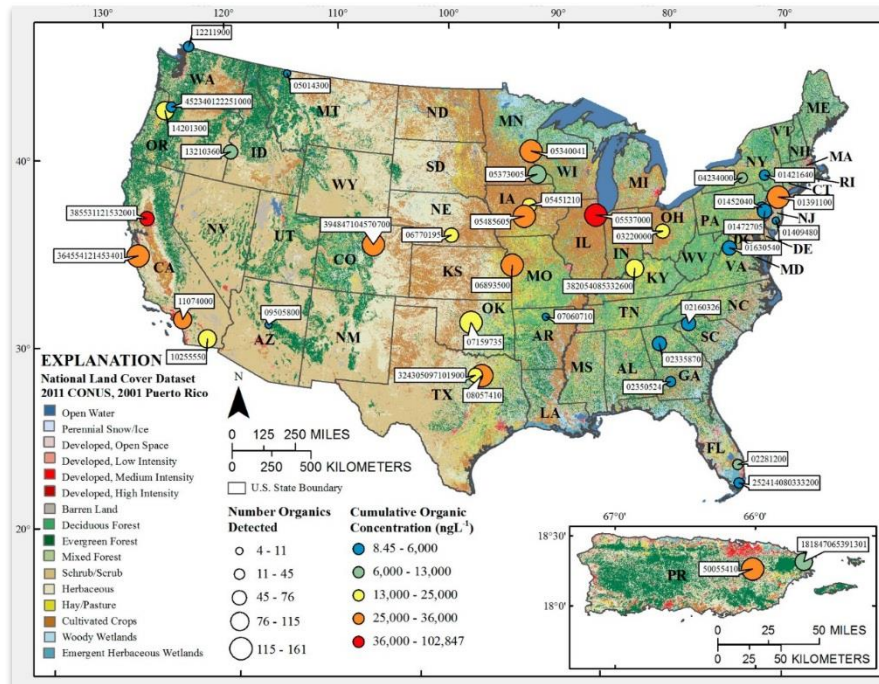 130° 120° 110° 100° 90° 80° 70°
12211900
WA
05014300
452340122251000
MT
ND
MN
ME
VT
14201300
OR
13210360
ID
05340041
NH
MA
NY
40°
SD
05373005
WI
04234000
01421640
RI
CT
WY
MI
01452040
01391100
385531121532001
IA
05451210
NE
05485605
05537000
OH
PA
NJ
01472705
394847104570700
06770195
03220000
01409480
NV
UT
IL
DC
DE
364554121453401
CO
IN
WV
01630540
CA
KS
MO
KY
VA
MD
06893500
382054085332600
11074000
09505800
OK
07060710
TN
02160326
NC
AZ
NM
AR
SC
10255550
07159735
MS
AL
02335870
30°
324305097101900
GA
TX
08057410
02350524
LA
FL
02281200
252414080333200
20°
EXPLANATION
National Land Cover Dataset
2011 CONUS, 2001 Puerto Rico
Open Water
Perennial Snow/Ice
Developed, Open Space
Developed, Low Intensity
Developed, Medium Intensity
Developed, High Intensity
Barren Land
Deciduous Forest
Evergreen Forest
Mixed Forest
Schrub/Scrub
Herbaceous
Hay/Pasture
Cultivated Crops
Woody Wetlands
Emergent Herbaceous Wetlands
N
0 125 250 MILES
0 250 500 KILOMETERS
U.S. State Boundary
Number Organics
Detected
4 - 11
11 - 45
45 - 76
76 - 115
115 - 161
Cumulative Organic
Concentration (ngL-1)
8.45 - 6,000
6,000 - 13,000
13,000 - 25,000
25,000 - 36,000
36,000 - 102,847
67°0' 66°0'
18°30'
181847065391301
PR
50055410
18°0'
0 25 50 MILES
0 25 50 KILOMETERS